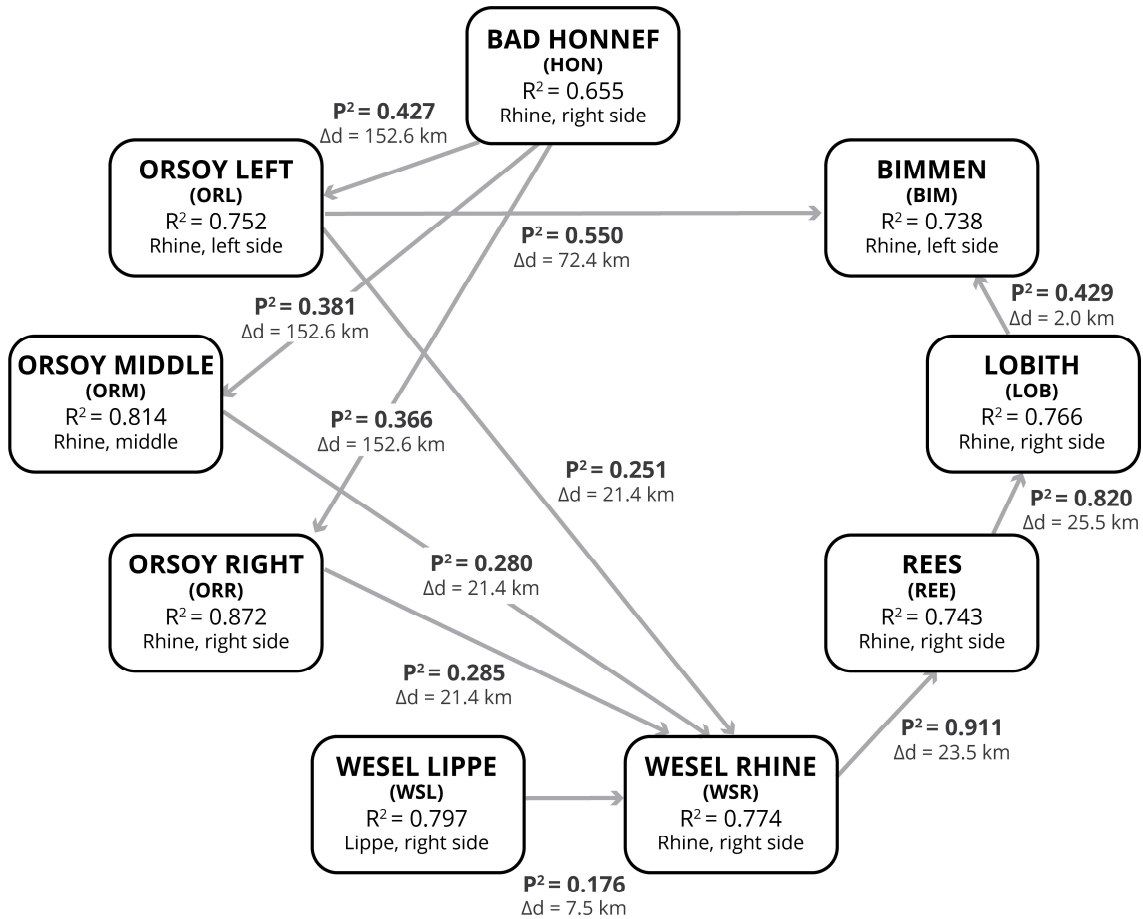 BAD HONNEF
(HON)
R² = 0.655
Rhine, right side
P² = 0.427
Δd = 152.6 km
ORSOY LEFT
(ORL)
R² = 0.752
Rhine, left side
BIMMEN
(BIM)
R² = 0.738
Rhine, left side
P² = 0.550
Δd = 72.4 km
P² = 0.381
Δd = 152.6 km
P² = 0.429
Δd = 2.0 km
ORSOY MIDDLE
(ORM)
R² = 0.814
Rhine, middle
LOBITH
(LOB)
R² = 0.766
Rhine, right side
P² = 0.366
Δd = 152.6 km
P² = 0.251
Δd = 21.4 km
P² = 0.820
Δd = 25.5 km
ORSOY RIGHT
(ORR)
R² = 0.872
Rhine, right side
P² = 0.280
Δd = 21.4 km
REES
(REE)
R² = 0.743
Rhine, right side
P² = 0.285
Δd = 21.4 km
P² = 0.911
Δd = 23.5 km
WESEL LIPPE
(WSL)
R² = 0.797
Lippe, right side
WESEL RHINE
(WSR)
R² = 0.774
Rhine, right side
P² = 0.176
Δd = 7.5 km